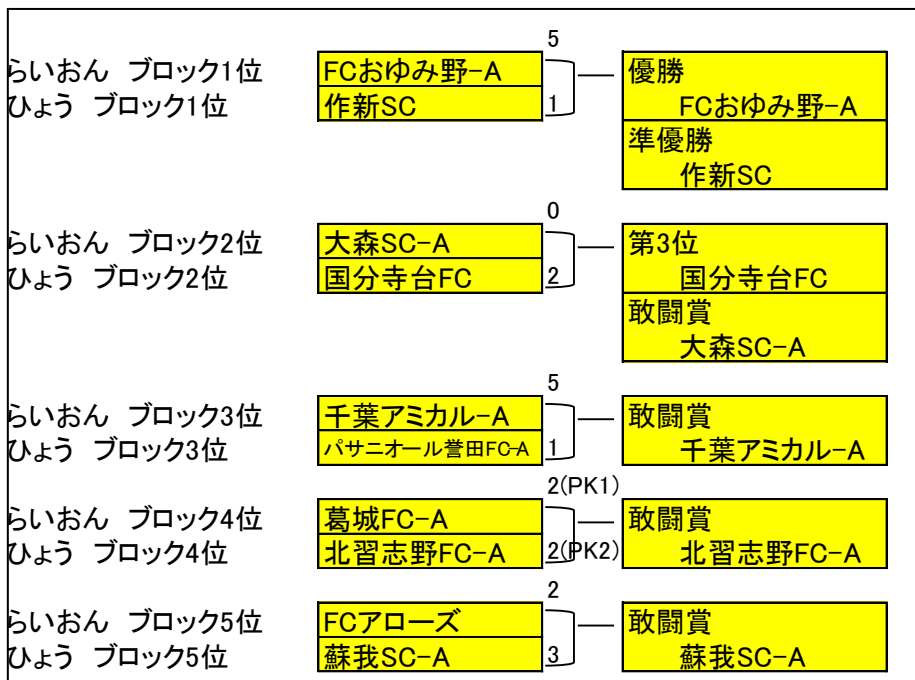 5
らいおん ブロック1位 FCおゆみ野-A 優勝
ひょう ブロック1位 作新SC 1 FCおゆみ野-A
準優勝
作新SC
0
らいおん ブロック2位 大森SC-A 第3位
ひょう ブロック2位 国分寺台FC 2 国分寺台FC
敢闘賞
大森SC-A
5
らいおん ブロック3位 千葉アミカル-A 敢闘賞
ひょう ブロック3位 パサニオール誉田FC-A 1 千葉アミカル-A
2(PK1)
らいおん ブロック4位 葛城FC-A 敢闘賞
ひょう ブロック4位 北習志野FC-A 2(PK2) 北習志野FC-A
2
らいおん ブロック5位 FCアローズ 敢闘賞
ひょう ブロック5位 蘇我SC-A 3 蘇我SC-A